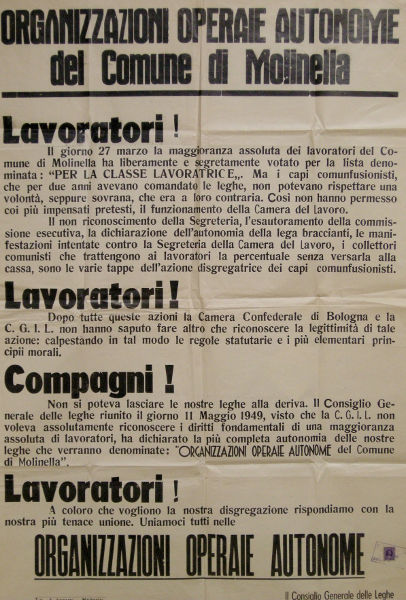 ORGANIZZAZIONI OPERAIE AUTONOME
del Comune di Molinella
Lavoratori !
Il giorno 27 marzo la maggioranza assoluta dei lavoratori del Co-
mune di Molinella ha liberamente e segretamente votato per la lista deno-
minata: "PER LA CLASSE LAVORATRICE„. Ma i capi comunfusionisti,
che per due anni avevano comandato le leghe, non potevano rispettare una
volontà, seppure sovrana, che era a loro contraria. Così non hanno permesso
coi più impensati pretesti, il funzionamento della Camera del Lavoro.
Il non riconoscimento della Segreteria, l'esautoramento della commis-
sione esecutiva, la dichiarazione dell'autonomia della lega braccianti, le mani-
festazioni intentate contro la Segreteria della Camera del Lavoro, i collettori
comunisti che trattengono ai lavoratori la percentuale senza versarla alla
cassa, sono le varie tappe dell'azione disgregatrice dei capi comunfusionisti.
Lavoratori !
Dopo tutte queste azioni la Camera Confederale di Bologna e la
C. G. I. L. non hanno saputo fare altro che riconoscere la legittimità di tale
azione: calpestando in tal modo le regole statutarie e i più elementari prin-
cipii morali.
Compagni !
Non si poteva lasciare le nostre leghe alla deriva. Il Consiglio Ge-
nerale delle leghe riunito il giorno 11 Maggio 1949, visto che la C. G. I. L. non
voleva assolutamente riconoscere i diritti fondamentali di una maggioranza
assoluta di lavoratori, ha dichiarato la più completa autonomia delle nostre
leghe che verranno denominate: "ORGANIZZAZIONI OPERAIE AUTONOME del Comune
di Molinella".
Lavoratori !
A coloro che vogliono la nostra disgregazione rispondiamo con la
nostra più tenace unione. Uniamoci tutti nelle
ORGANIZZAZIONI OPERAIE AUTONOME
Il Consiglio Generale delle Leghe